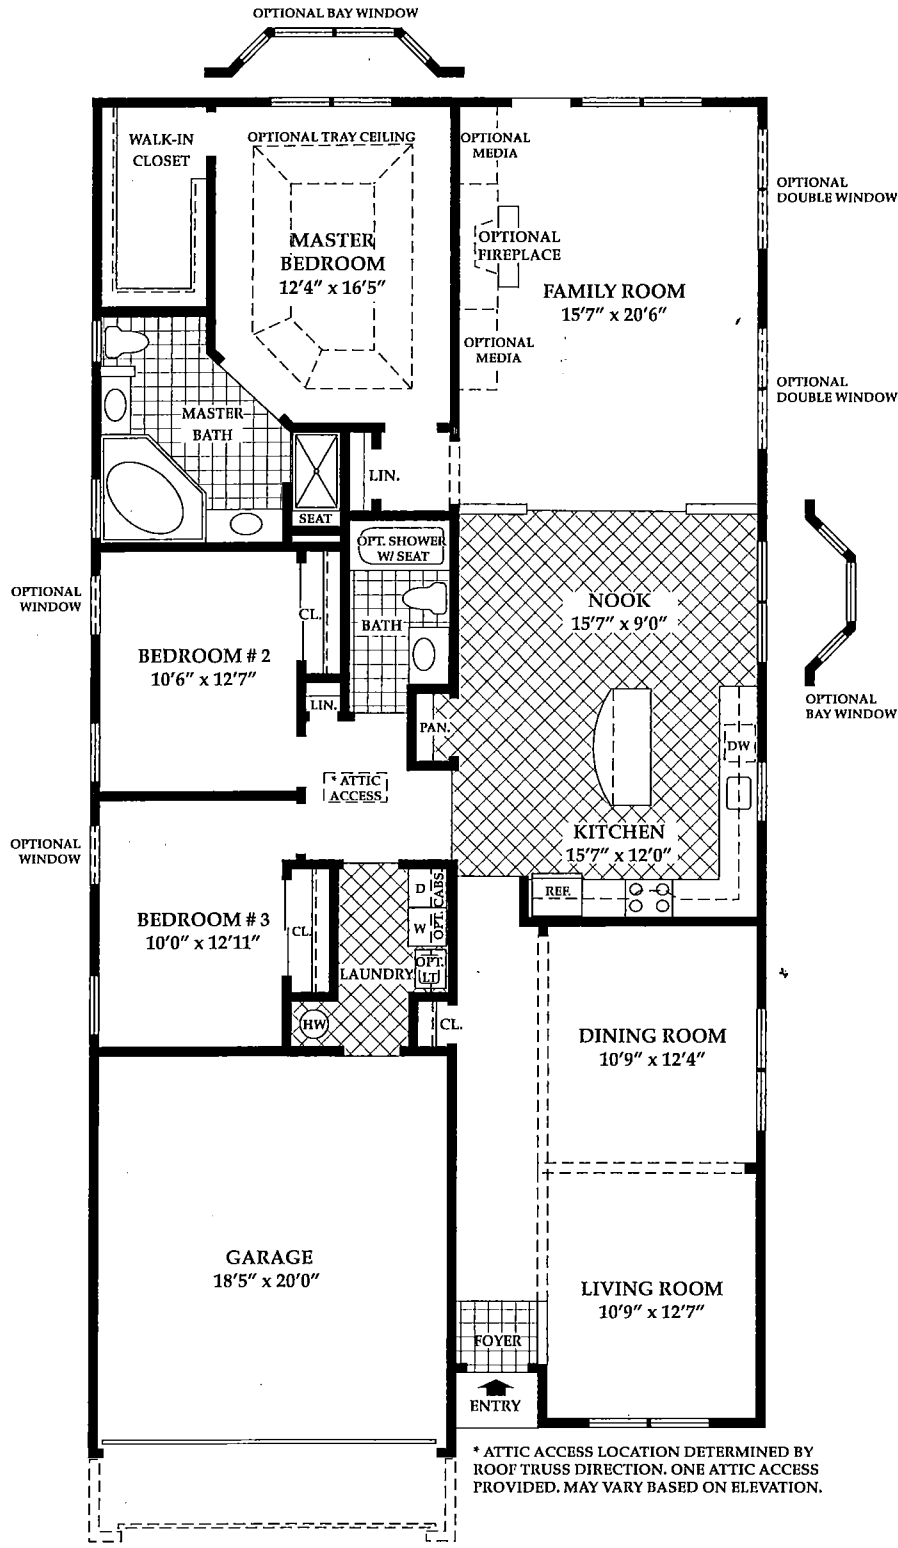 OPTIONAL BAY WINDOW
WALK-IN
CLOSET
OPTIONAL TRAY CEILING
MASTER
BEDROOM
12'4" x 16'5"
OPTIONAL
MEDIA
OPTIONAL
FIREPLACE
OPTIONAL
MEDIA
FAMILY ROOM
15'7" x 20'6"
OPTIONAL
DOUBLE WINDOW
OPTIONAL
DOUBLE WINDOW
MASTER
BATH
LIN.
SEAT
OPT. SHOWER
W/ SEAT
BATH
OPTIONAL
WINDOW
CL.
BEDROOM # 2
10'6" x 12'7"
LIN.
NOOK
15'7" x 9'0"
OPTIONAL
BAY WINDOW
PAN.
DW
* ATTIC
ACCESS
KITCHEN
15'7" x 12'0"
REF.
OPTIONAL
WINDOW
BEDROOM # 3
10'0" x 12'11"
CL.
D
W
OPT. CABS.
OPT.
LT
LAUNDRY
HW
CL.
DINING ROOM
10'9" x 12'4"
GARAGE
18'5" x 20'0"
LIVING ROOM
10'9" x 12'7"
FOYER
ENTRY
* ATTIC ACCESS LOCATION DETERMINED BY
ROOF TRUSS DIRECTION. ONE ATTIC ACCESS
PROVIDED. MAY VARY BASED ON ELEVATION.